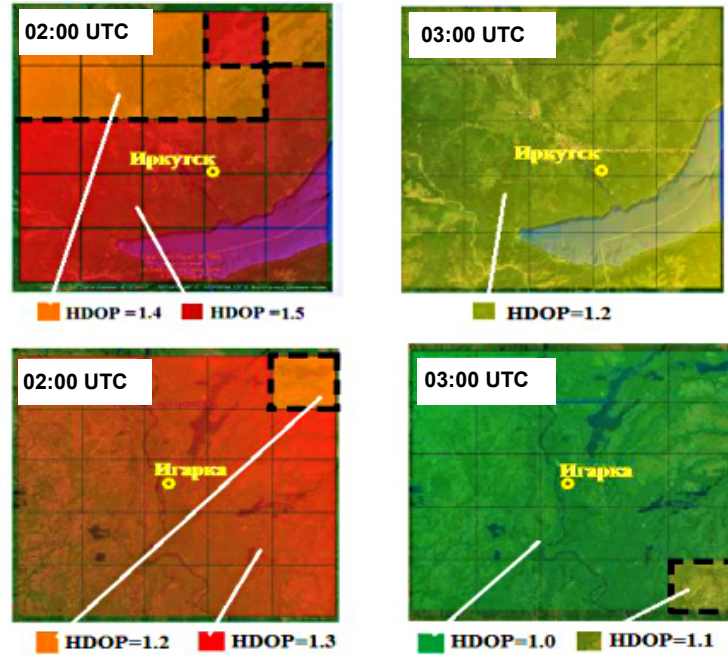 02:00 UTC
03:00 UTC
Иркутск
Иркутск
HDOP =1.4 HDOP =1.5
HDOP=1.2
02:00 UTC
03:00 UTC
Игарка
Игарка
HDOP=1.2 HDOP=1.3
HDOP=1.0 HDOP=1.1